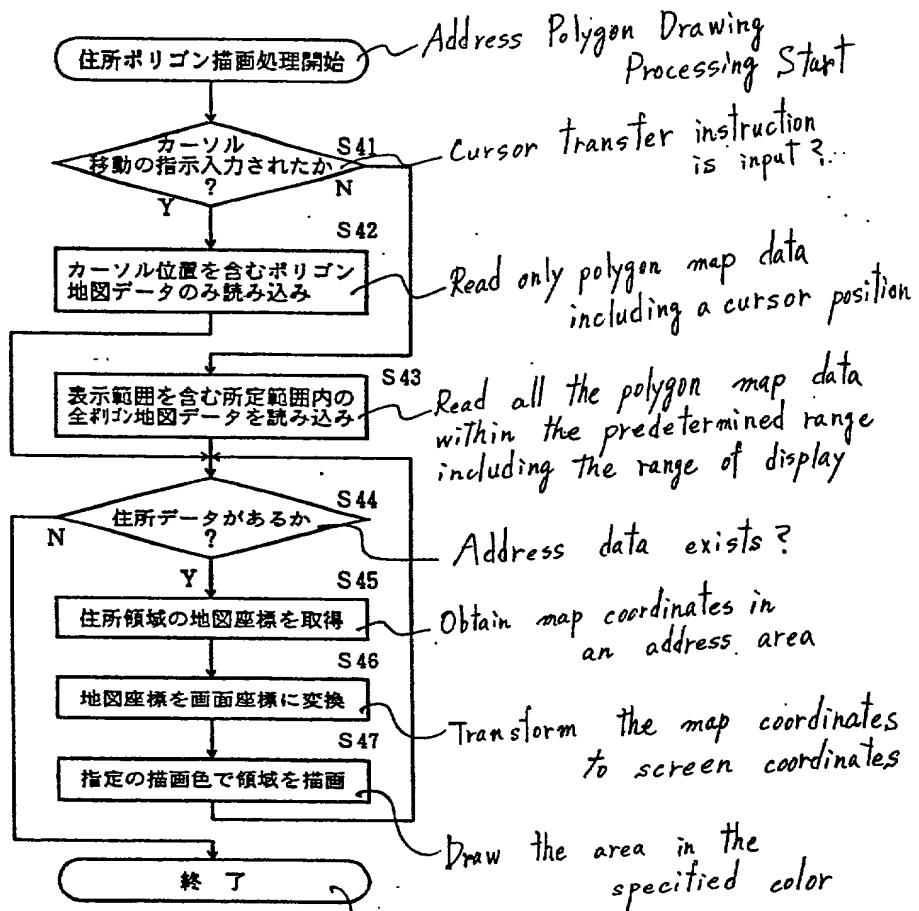 住所ポリゴン描画処理開始
Address Polygon Drawing
Processing Start
カーソル
移動の指示入力されたか
?
S41
N
Y
Cursor transfer instruction
is input?
S42
カーソル位置を含むポリゴン
地図データのみ読み込み
Read only polygon map data
including a cursor position
S43
表示範囲を含む所定範囲内の
全ポリゴン地図データを読み込み
Read all the polygon map data
within the predetermined range
including the range of display
S44
住所データがあるか
?
N
Y
Address data exists?
S45
住所領域の地図座標を取得
Obtain map coordinates in
an address area
S46
地図座標を画面座標に変換
Transform the map coordinates
to screen coordinates
S47
指定の描画色で領域を描画
Draw the area in the
specified color
終了